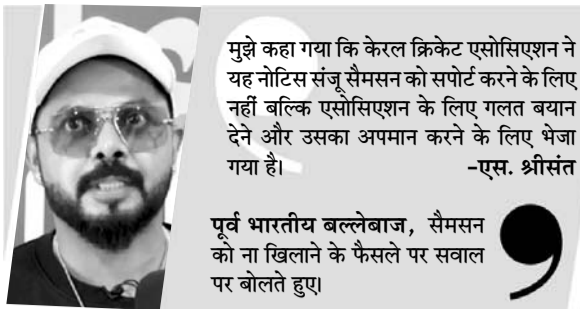 मुझे कहा गया कि केरल क्रिकेट एसोसिएशन ने
यह नोटिस संजू सैमसन को सपोर्ट करने के लिए
नहीं बल्कि एसोसिएशन के लिए गलत बयान
देने और उसका अपमान करने के लिए भेजा
गया है। -एस. श्रीसंत
पूर्व भारतीय बल्लेबाज, सैमसन
को ना खिलाने के फैसले पर सवाल
पर बोलते हुए।